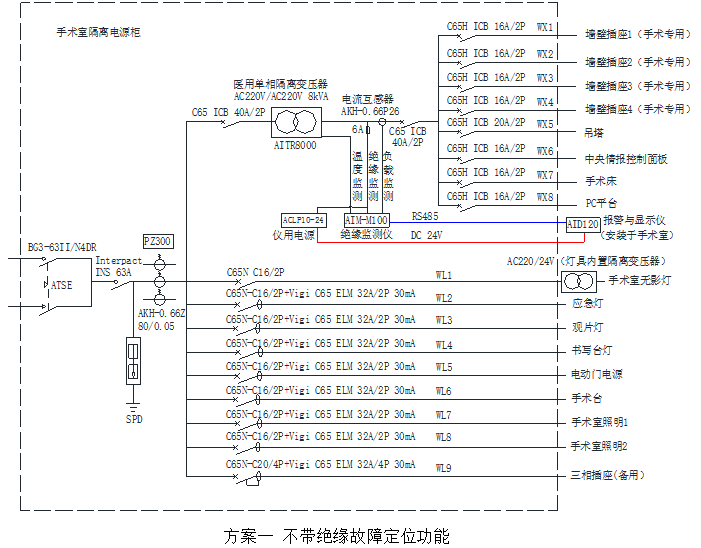 手术室隔离电源柜
C65H ICB 16A/2P WX1 墙壁插座1（手术专用）
C65H ICB 16A/2P WX2 墙壁插座2（手术专用）
C65H ICB 16A/2P WX3 墙壁插座3（手术专用）
C65H ICB 16A/2P WX4 墙壁插座4（手术专用）
C65H ICB 20A/2P WX5 吊塔
C65H ICB 16A/2P WX6 中央情报控制面板
C65H ICB 16A/2P WX7 手术床
C65H ICB 16A/2P WX8 PC平台
医用单相隔离变压器
AC220V/AC220V 8kVA
C65 ICB 40A/2P
AITR8000
电流互感器
AKH-0.66P26
6A
C65 ICB
40A/2P
温度监测
绝缘监测
负载监测
ACLP10-24
仪用电源
AIM-M100
绝缘监测仪
RS485
DC 24V
AID120
报警与显示仪
（安装于手术室）
BG3-63II/N4DR
ATSE
Interpact
INS 63A
PZ300
AKH-0.66Z
80/0.05
SPD
AC220/24V（灯具内置隔离变压器）
C65N C16/2P WL1 手术室无影灯
C65N-C16/2P+Vigi C65 ELM 32A/2P 30mA WL2 应急灯
C65N-C16/2P+Vigi C65 ELM 32A/2P 30mA WL3 观片灯
C65N-C16/2P+Vigi C65 ELM 32A/2P 30mA WL4 书写台灯
C65N-C16/2P+Vigi C65 ELM 32A/2P 30mA WL5 电动门电源
C65N-C16/2P+Vigi C65 ELM 32A/2P 30mA WL6 手术台
C65N-C16/2P+Vigi C65 ELM 32A/2P 30mA WL7 手术室照明1
C65N-C16/2P+Vigi C65 ELM 32A/2P 30mA WL8 手术室照明2
C65N-C20/4P+Vigi C65 ELM 32A/4P 30mA WL9 三相插座(备用)
方案一 不带绝缘故障定位功能